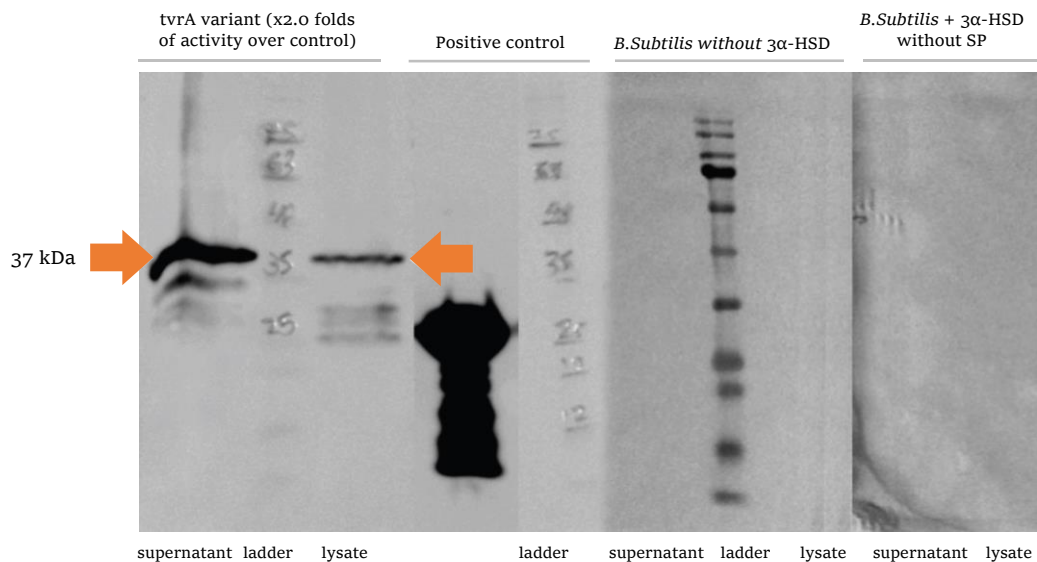 tvrA variant (x2.0 folds
of activity over control)
Positive control
B.Subtilis without 3α-HSD
B.Subtilis + 3α-HSD
without SP
63
35
25
37 kDa
35
supernatant ladder lysate
ladder
supernatant ladder lysate
supernatant lysate